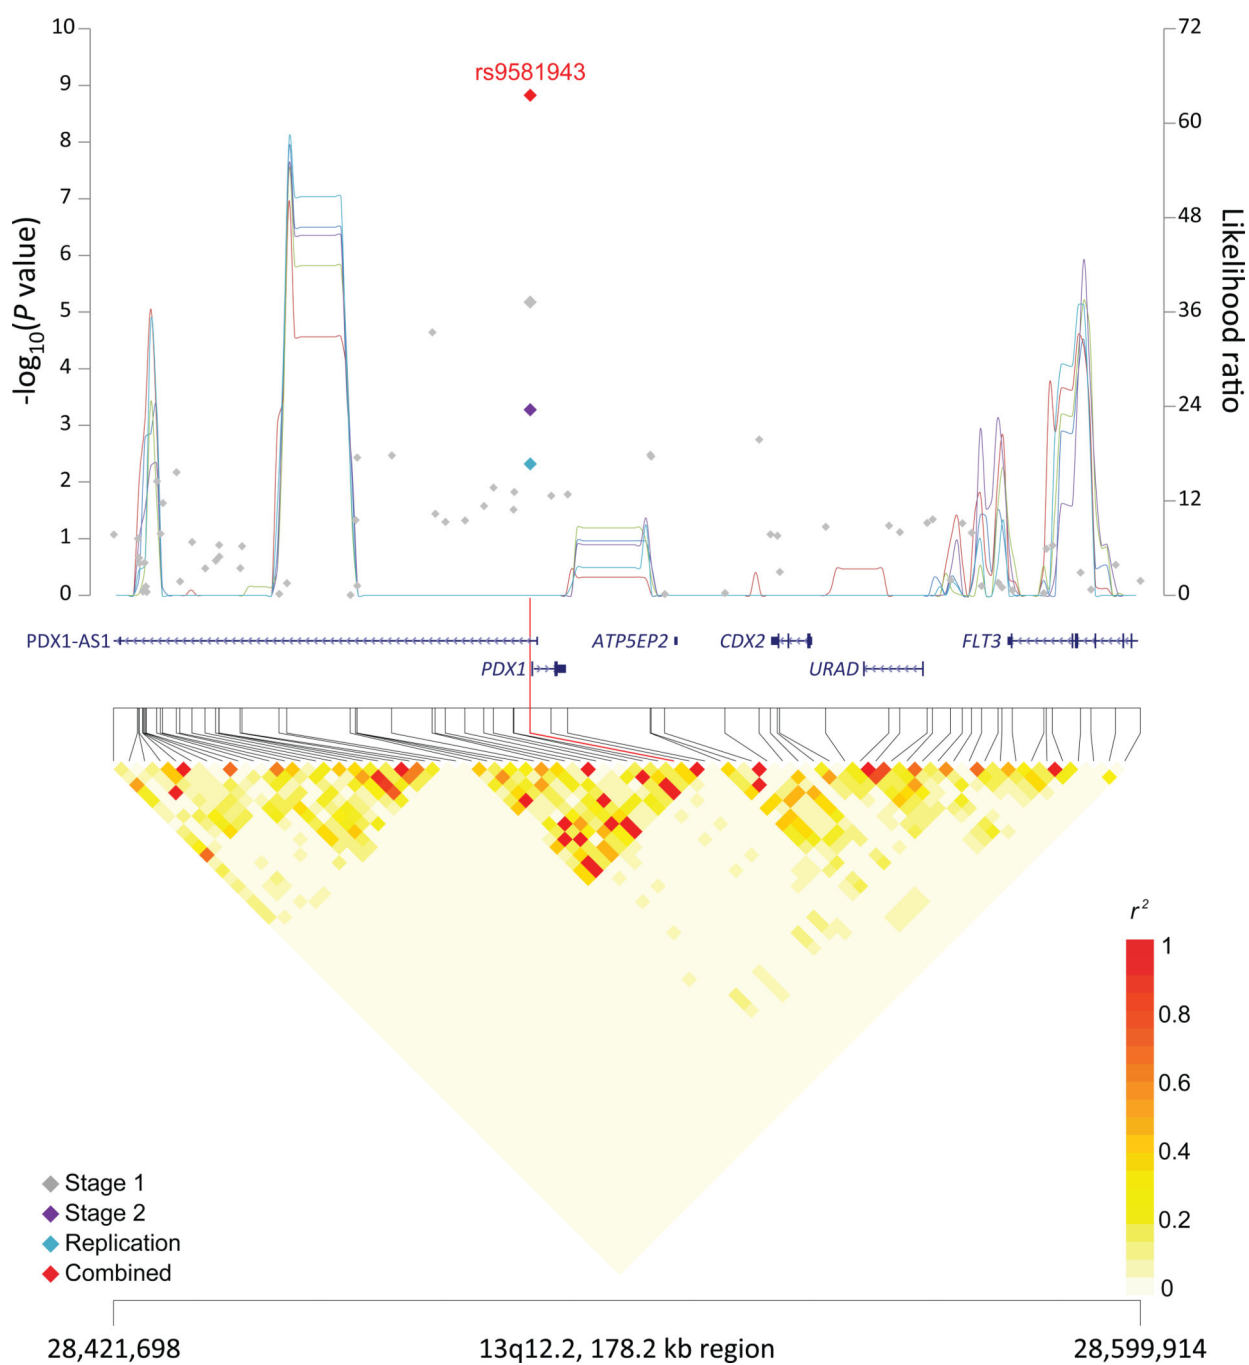 10
9
8
7
6
5
4
3
2
1
0
-log10(P value)
72
60
48
36
24
12
0
Likelihood ratio
rs9581943
PDX1-AS1
ATP5EP2
CDX2
FLT3
PDX1
URAD
r²
1
0.8
0.6
0.4
0.2
0
Stage 1
Stage 2
Replication
Combined
28,421,698
13q12.2, 178.2 kb region
28,599,914